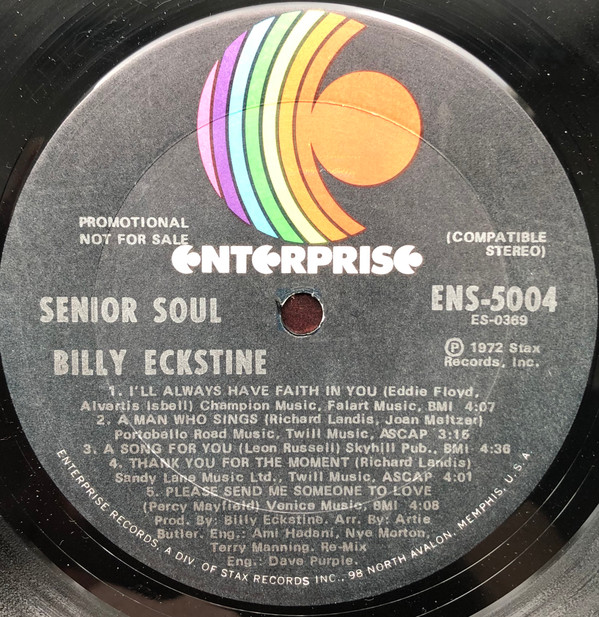 PROMOTIONAL
NOT FOR SALE
(COMPATIBLE
STEREO)
ENTERPRISE
SENIOR SOUL
ENS-5004
ES-0369
BILLY ECKSTINE
Ⓟ 1972 Stax
Records, Inc.
1. I'LL ALWAYS HAVE FAITH IN YOU (Eddie Floyd,
Alvertis Isbell) Champion Music, Falart Music, BMI 4:07
2. A MAN WHO SINGS (Richard Landis, Joan Meltzer)
Portobello Road Music, Twill Music, ASCAP 3:15
3. A SONG FOR YOU (Leon Russell) Skyhill Pub., BMI 4:36
4. THANK YOU FOR THE MOMENT (Richard Landis)
Sandy Lane Music Ltd., Twill Music, ASCAP 4:01
5. PLEASE SEND ME SOMEONE TO LOVE
(Percy Mayfield) Venice Music, BMI 4:08
Prod. By: Billy Eckstine. Arr. By: Artie
Butler. Eng.: Ami Hadani, Nye Morton,
Terry Manning. Re-Mix
Eng.: Dave Purple.
ENTERPRISE RECORDS, A DIV. OF STAX RECORDS INC., 98 NORTH AVALON, MEMPHIS, U.S.A.